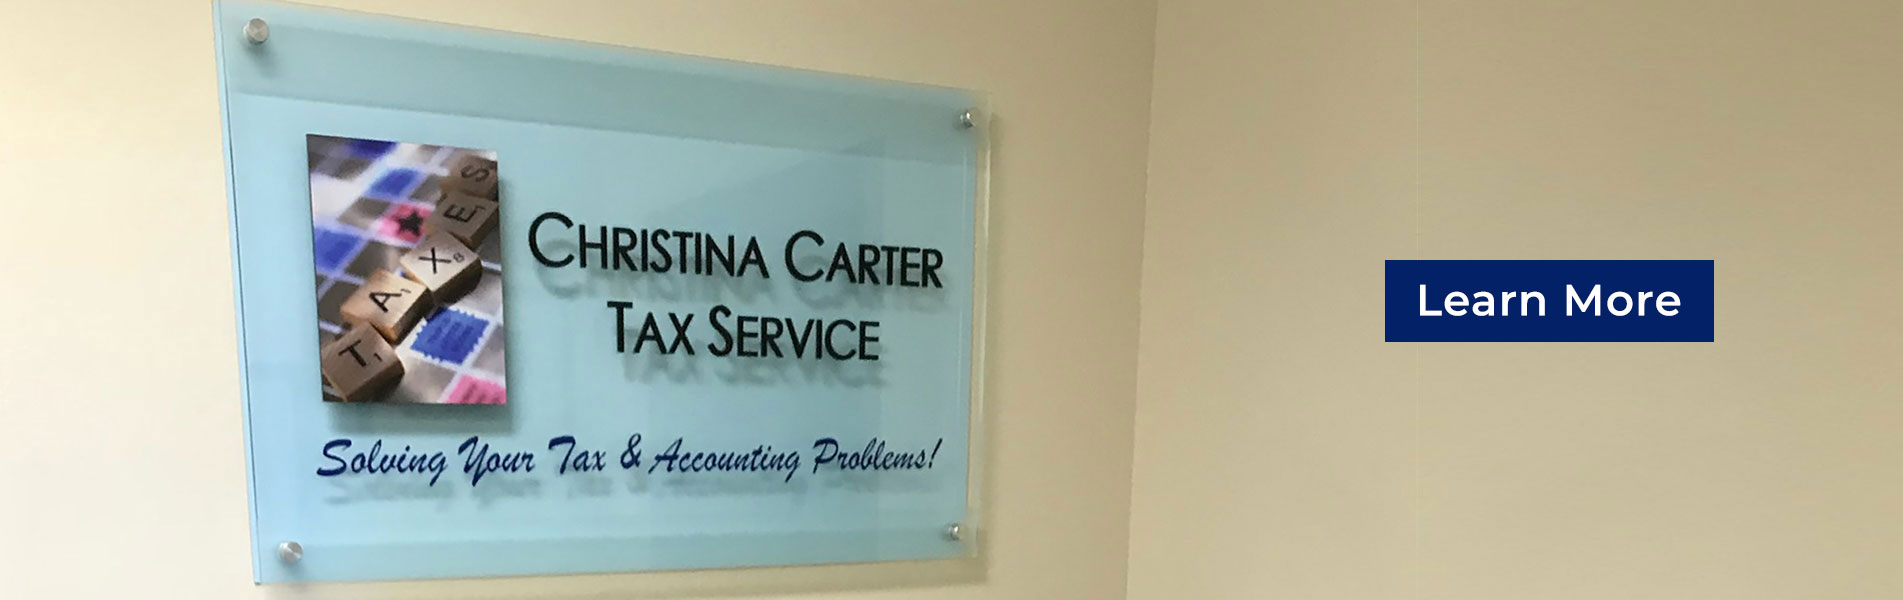 CHRISTINA CARTER
TAX SERVICE
TAXES
Solving Your Tax & Accounting Problems!
Learn More